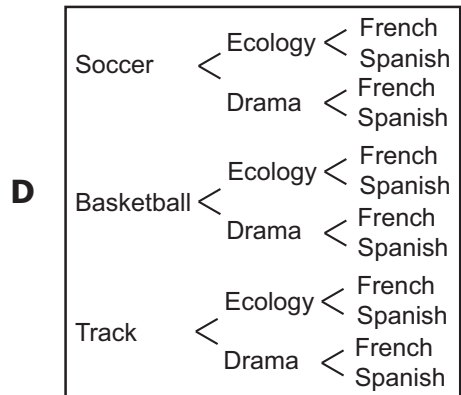 D
Soccer
Ecology
French
Spanish
Drama
French
Spanish
Basketball
Ecology
French
Spanish
Drama
French
Spanish
Track
Ecology
French
Spanish
Drama
French
Spanish